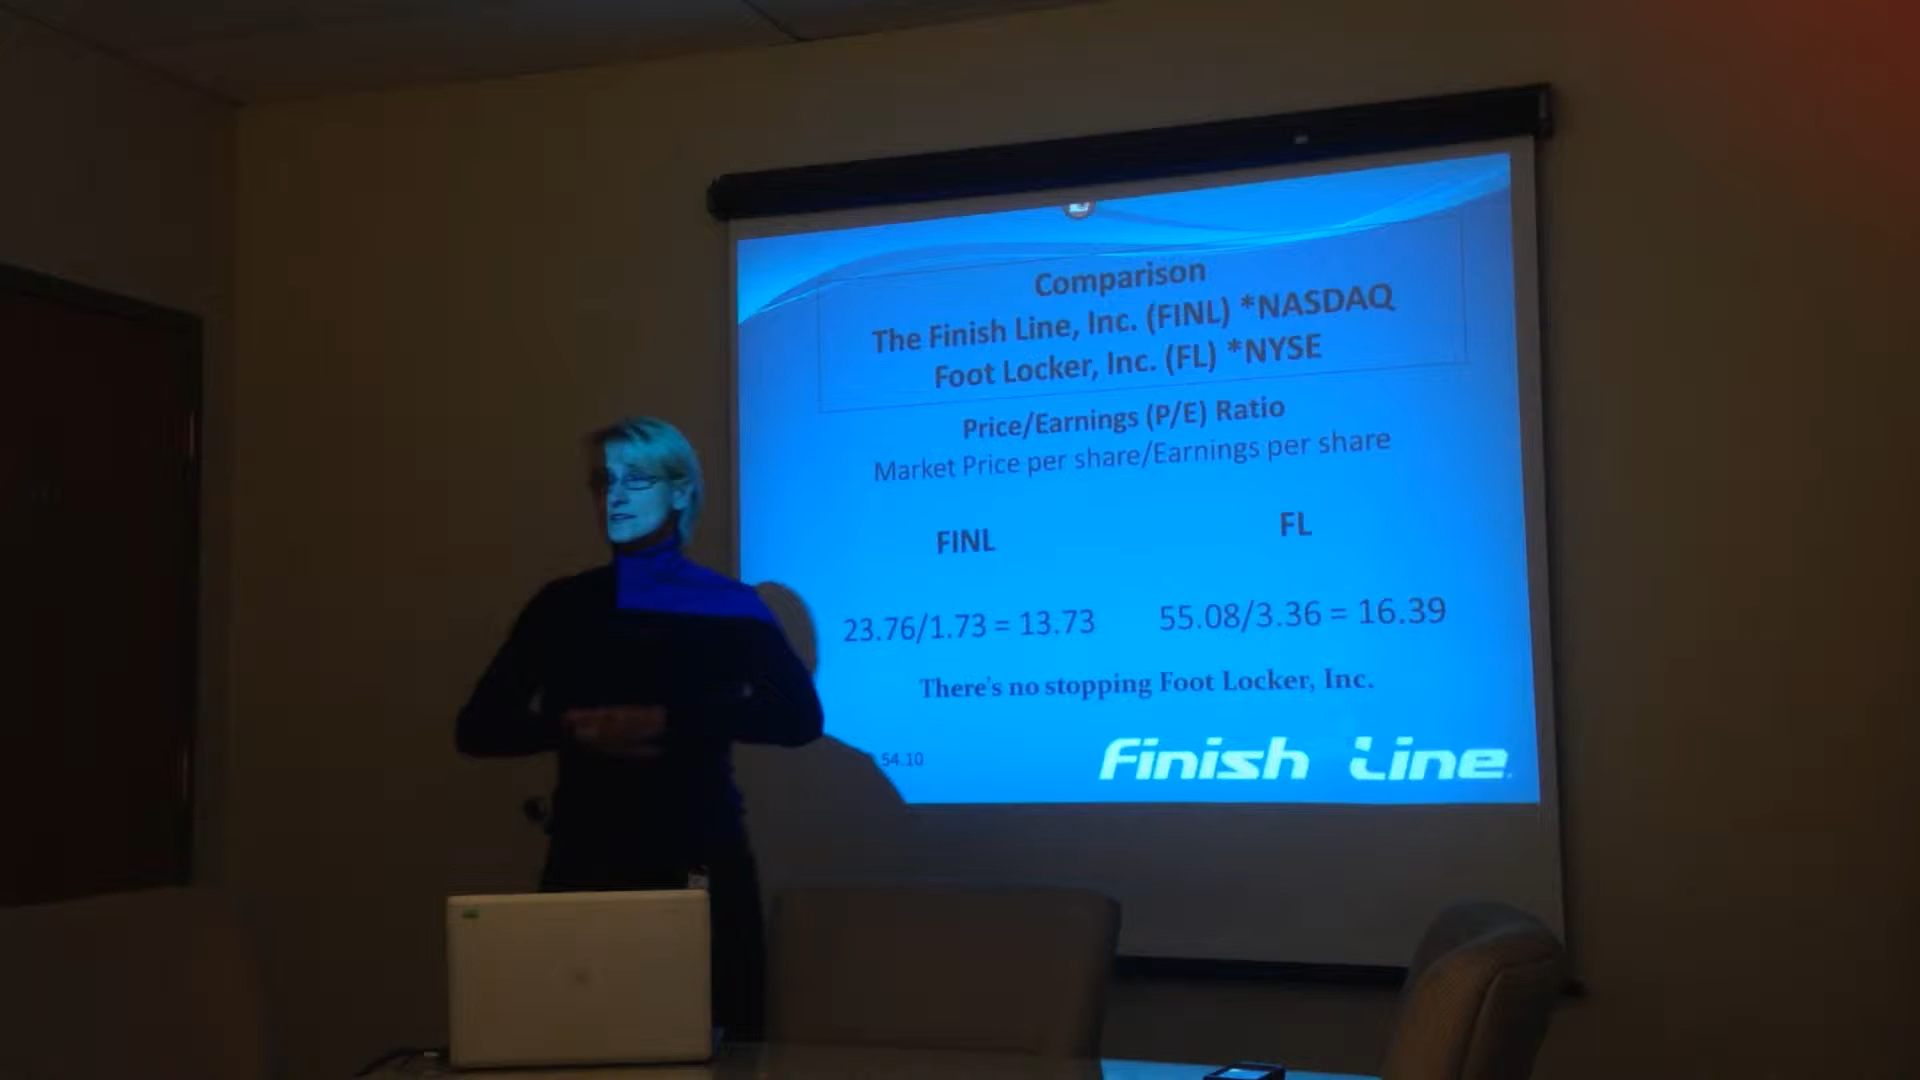 Comparison
The Finish Line, Inc. (FINL) *NASDAQ
Foot Locker, Inc. (FL) *NYSE
Price/Earnings (P/E) Ratio
Market Price per share/Earnings per share
FINL FL
23.76/1.73 = 13.73 55.08/3.36 = 16.39
There's no stopping Foot Locker, Inc.
54.10
Finish Line